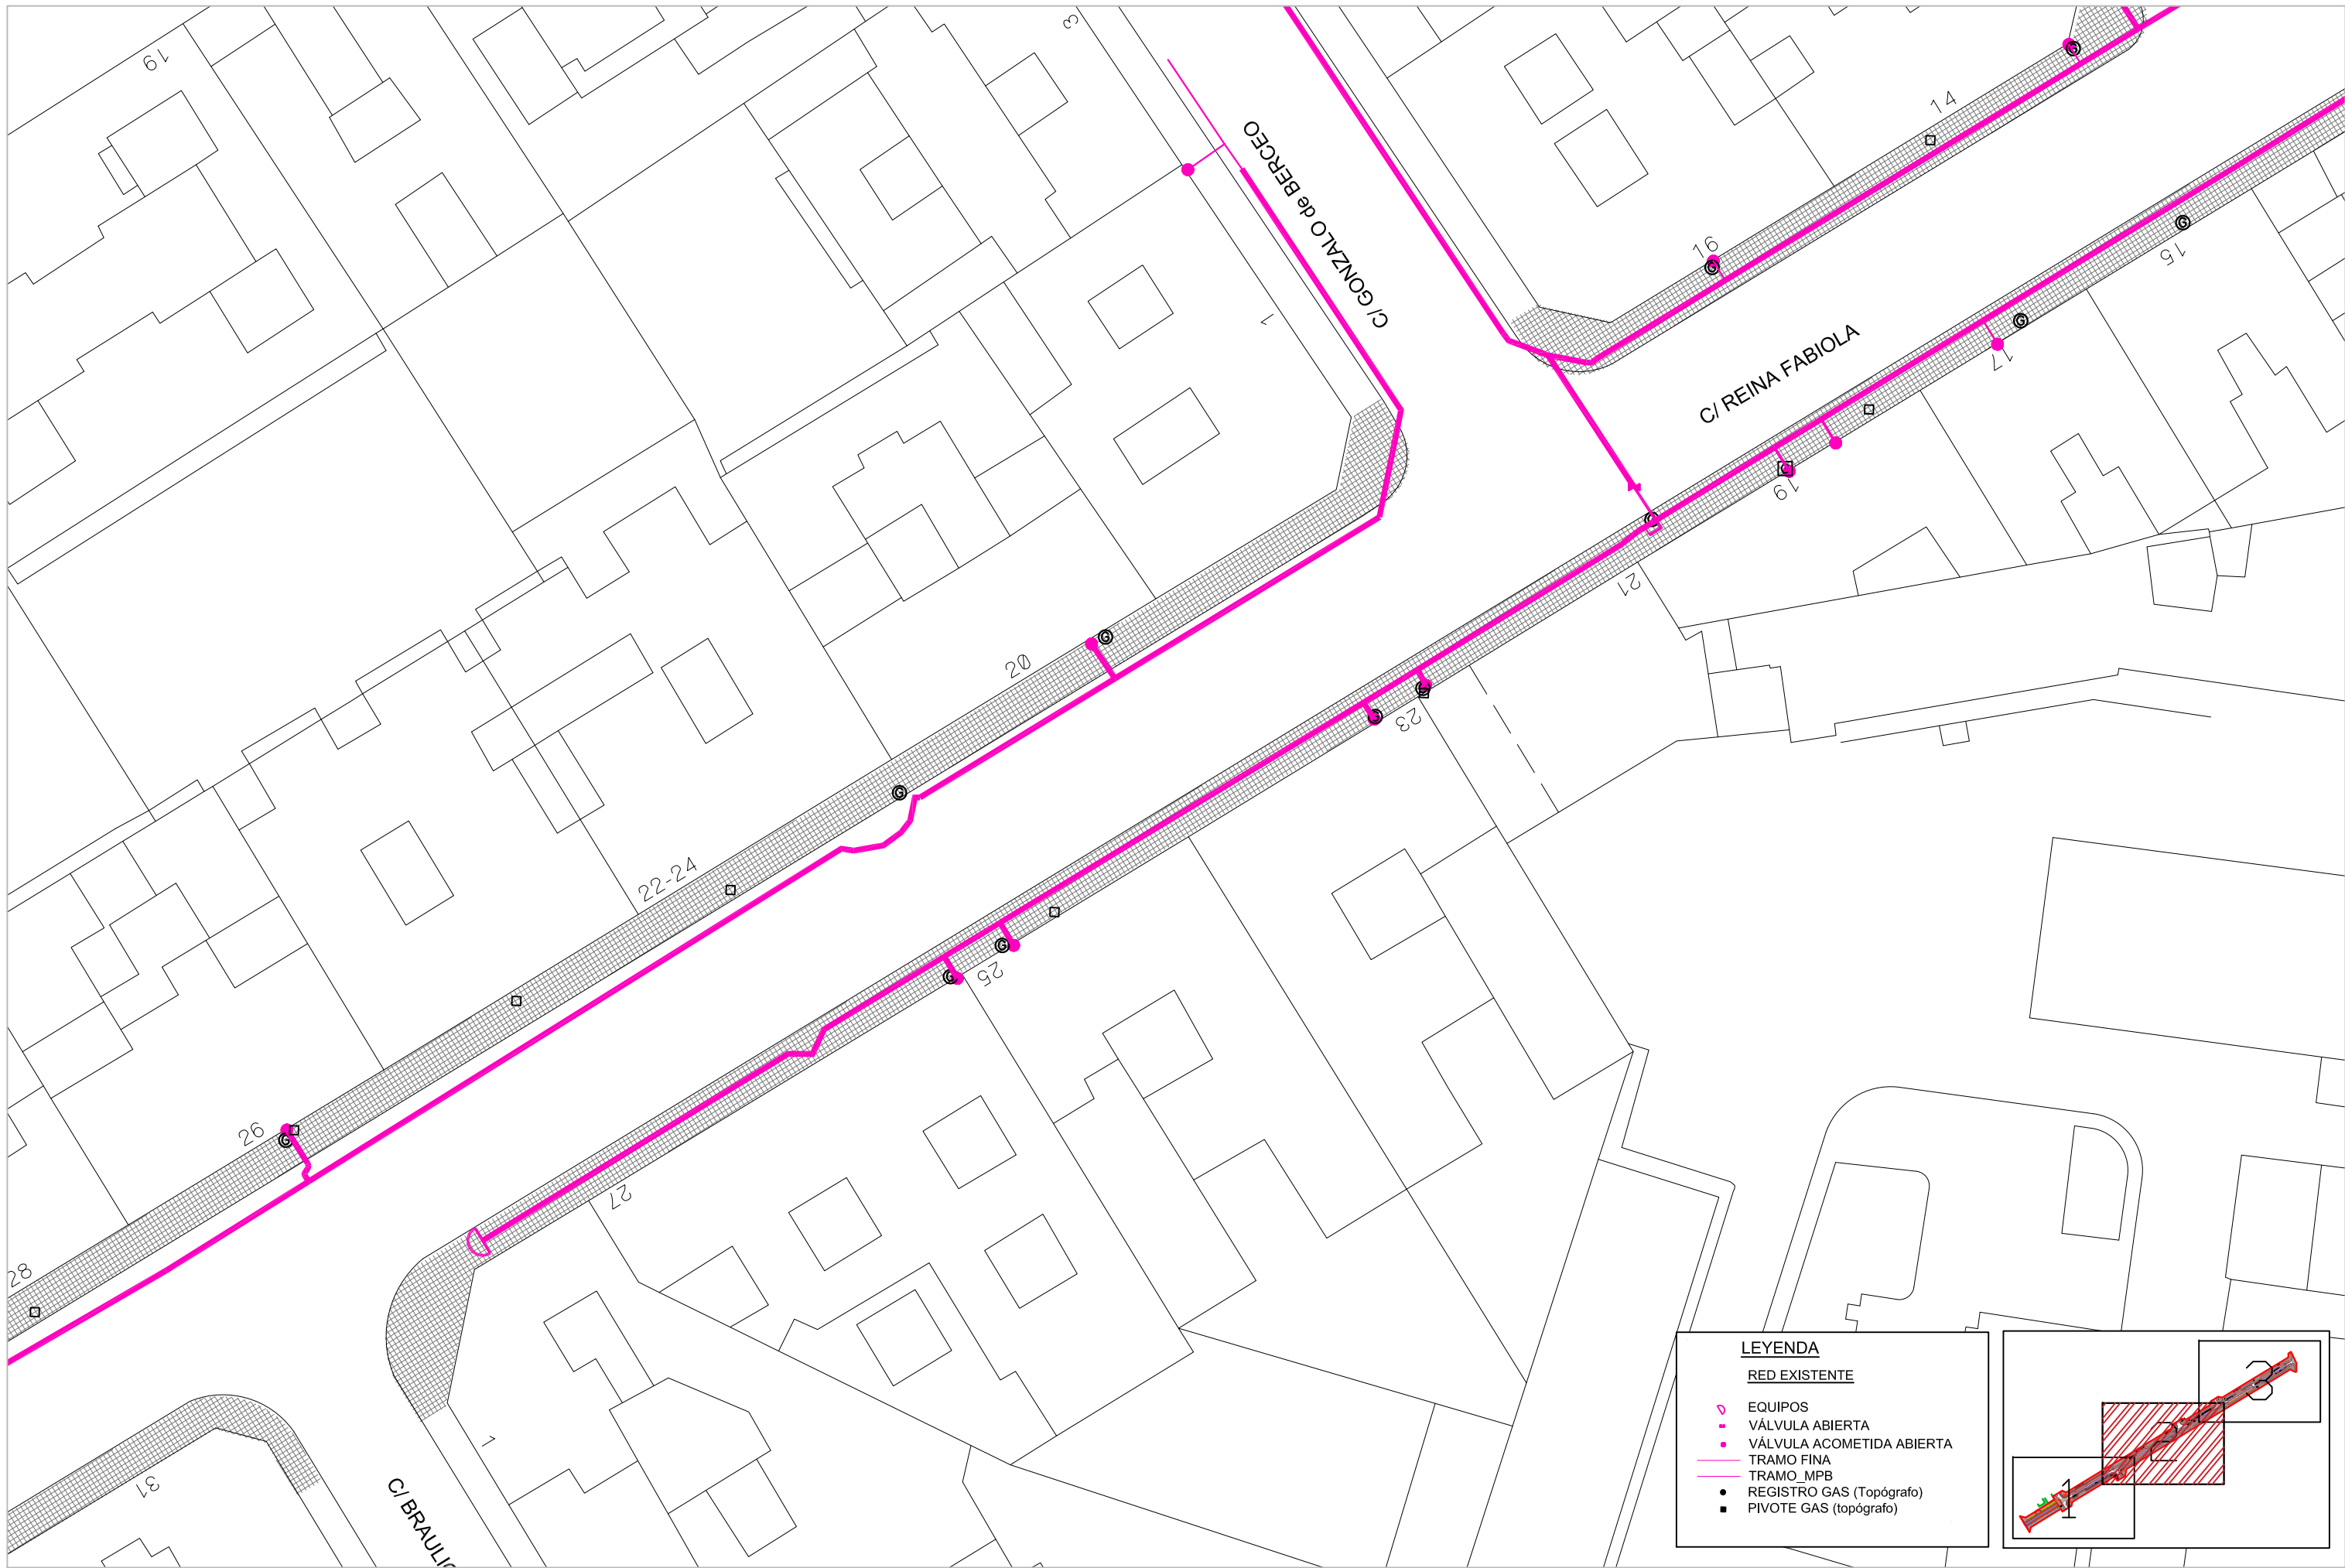 19
3
14
C/ GONZALO de BERCEO
16
15
1
C/ REINA FABIOLA
17
19
21
20
23
22-24
25
26
27
28
1
31
C/ BRAULIO
LEYENDA
RED EXISTENTE
EQUIPOS
VÁLVULA ABIERTA
VÁLVULA ACOMETIDA ABIERTA
TRAMO FINA
TRAMO_MPB
REGISTRO GAS (Topógrafo)
PIVOTE GAS (topógrafo)
3
2
1